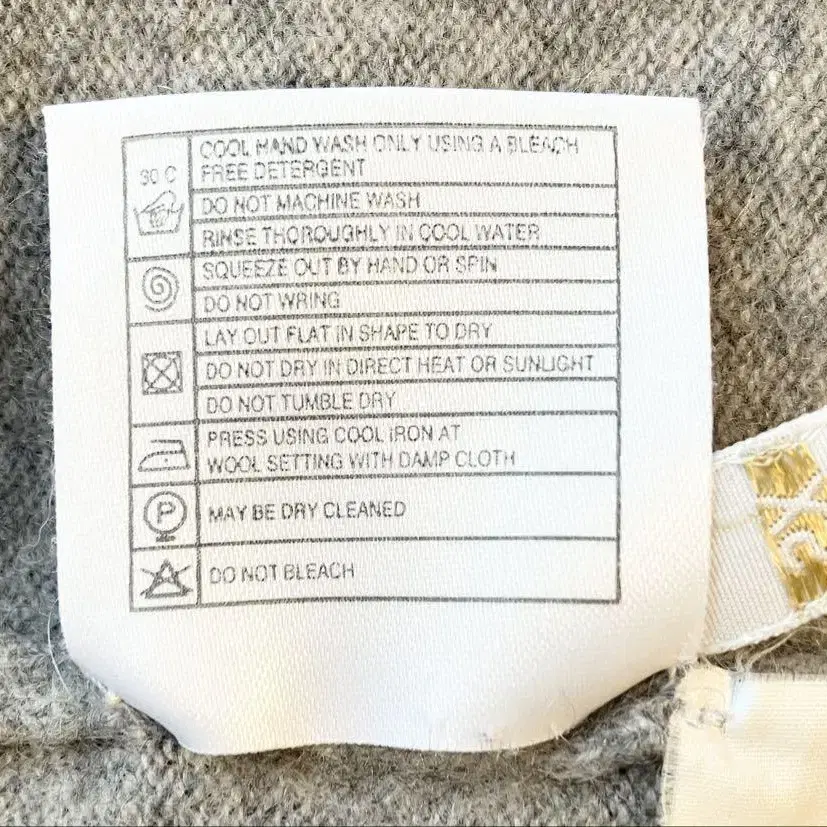 30 C
COOL HAND WASH ONLY USING A BLEACH
FREE DETERGENT
DO NOT MACHINE WASH
RINSE THOROUGHLY IN COOL WATER
SQUEEZE OUT BY HAND OR SPIN
DO NOT WRING
LAY OUT FLAT IN SHAPE TO DRY
DO NOT DRY IN DIRECT HEAT OR SUNLIGHT
DO NOT TUMBLE DRY
PRESS USING COOL IRON AT
WOOL SETTING WITH DAMP CLOTH
P
MAY BE DRY CLEANED
DO NOT BLEACH